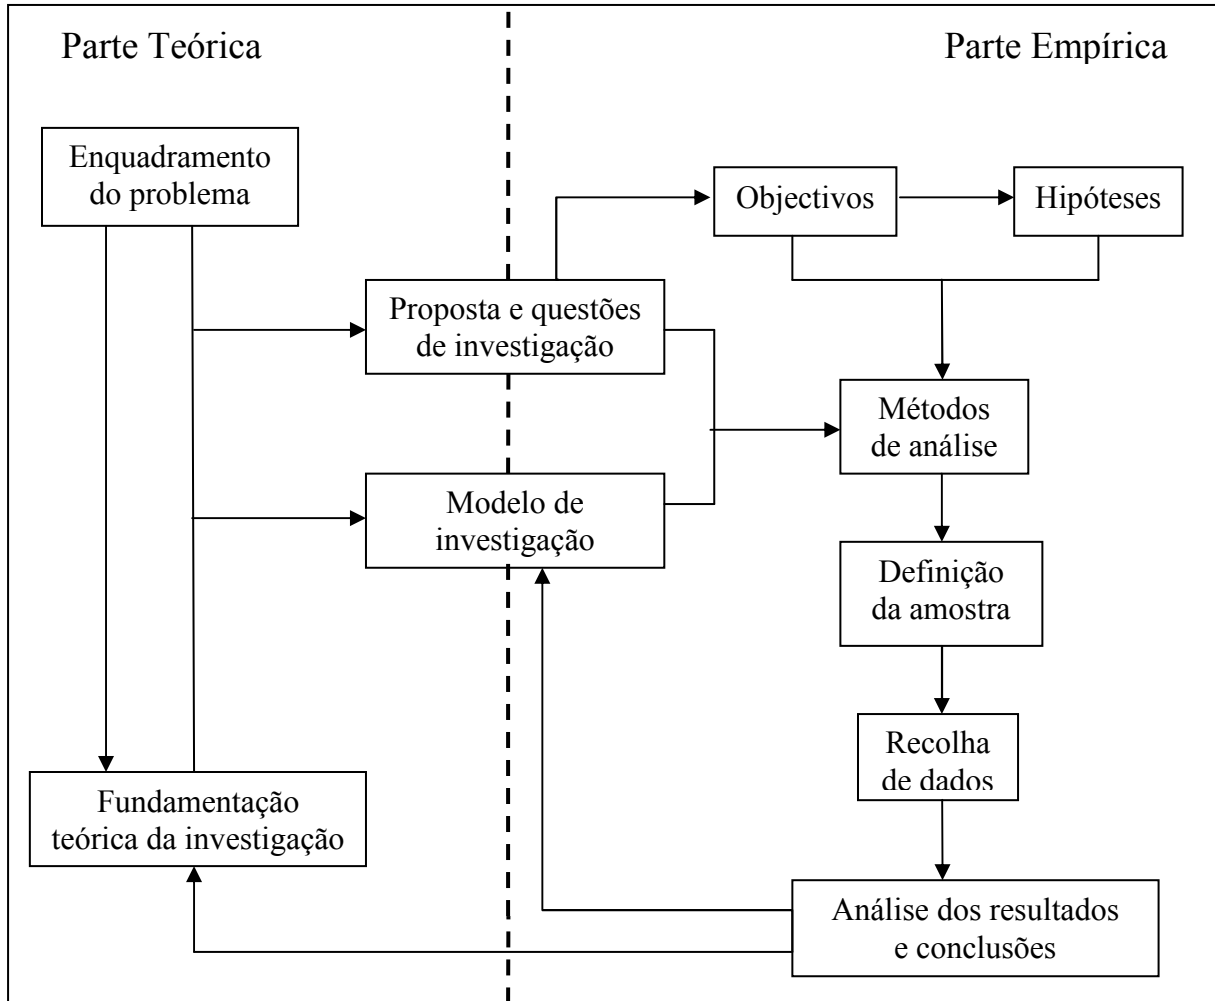 Parte Teórica
Parte Empírica
Enquadramento
do problema
Objectivos
Hipóteses
Proposta e questões
de investigação
Métodos
de análise
Modelo de
investigação
Definição
da amostra
Recolha
de dados
Fundamentação
teórica da investigação
Análise dos resultados
e conclusões